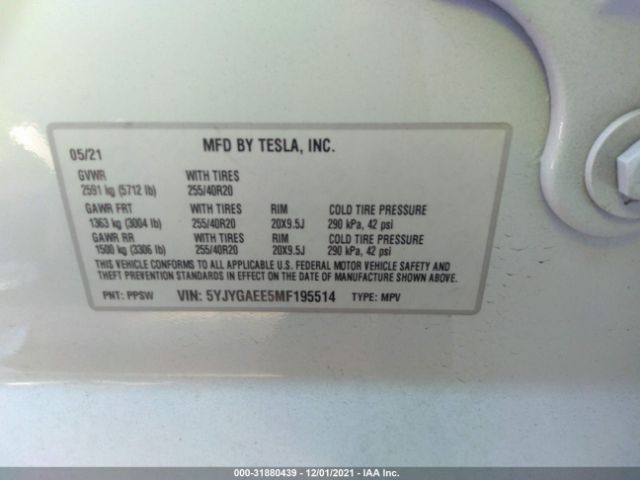 05/21 MFD BY TESLA, INC.
GVWR WITH TIRES
2591 kg (5712 lb) 255/40R20
GAWR FRT WITH TIRES RIM COLD TIRE PRESSURE
1363 kg (3004 lb) 255/40R20 20X9.5J 290 kPa, 42 psi
GAWR RR WITH TIRES RIM COLD TIRE PRESSURE
1500 kg (3306 lb) 255/40R20 20X9.5J 290 kPa, 42 psi
THIS VEHICLE CONFORMS TO ALL APPLICABLE U.S. FEDERAL MOTOR VEHICLE SAFETY AND
THEFT PREVENTION STANDARDS IN EFFECT ON THE DATE OF MANUFACTURE SHOWN ABOVE.
PNT: PPSW VIN: 5YJYGAEE5MF195514 TYPE: MPV
000-31880439 - 12/01/2021 - IAA Inc.